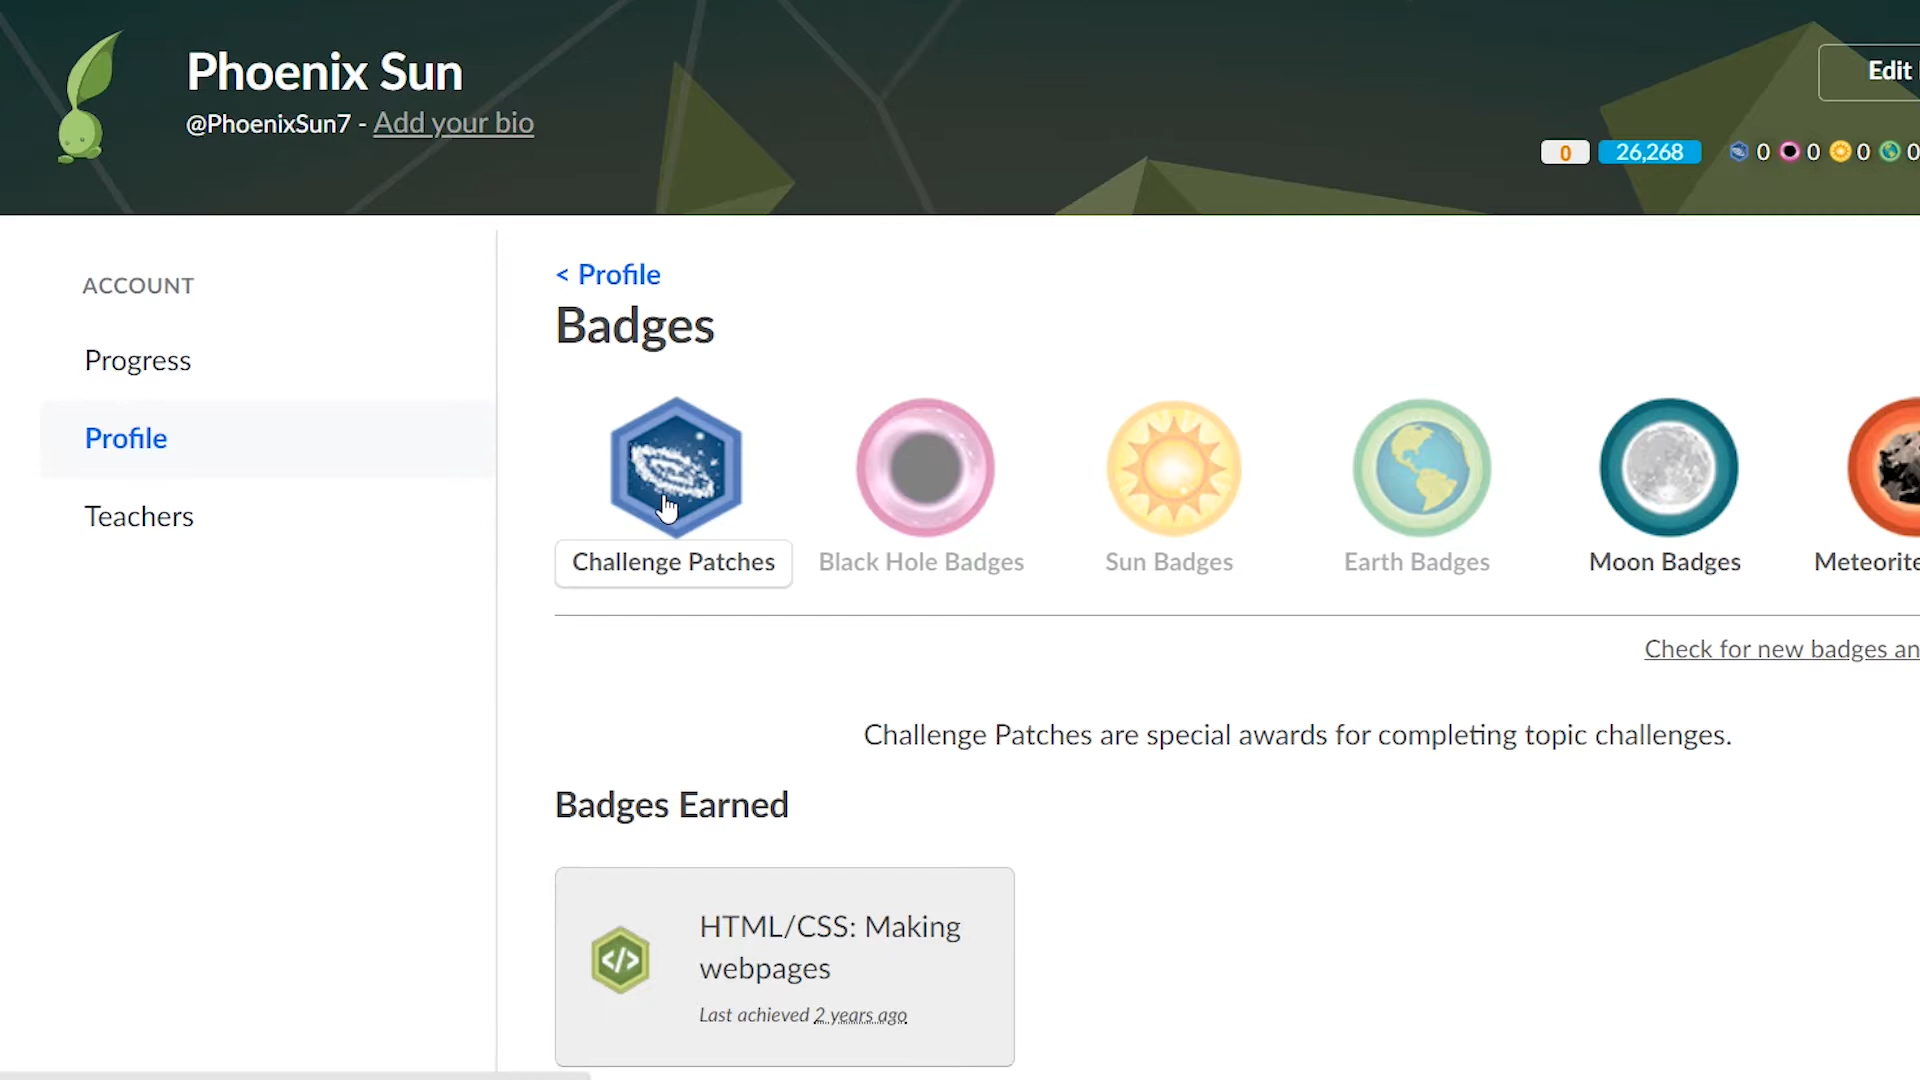 Phoenix Sun
@PhoenixSun7 - Add your bio
Edit
0 26,268 0 0 0 0
ACCOUNT
Progress
Profile
Teachers
< Profile
Badges
Challenge Patches
Black Hole Badges
Sun Badges
Earth Badges
Moon Badges
Meteorite
Check for new badges an
Challenge Patches are special awards for completing topic challenges.
Badges Earned
</>
HTML/CSS: Making
webpages
Last achieved 2 years ago